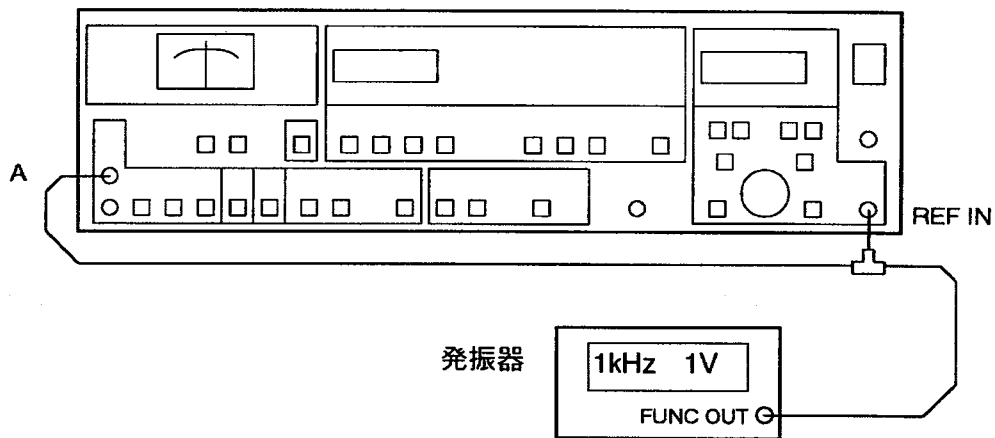 A
REF IN
発振器
1kHz 1V
FUNC OUT